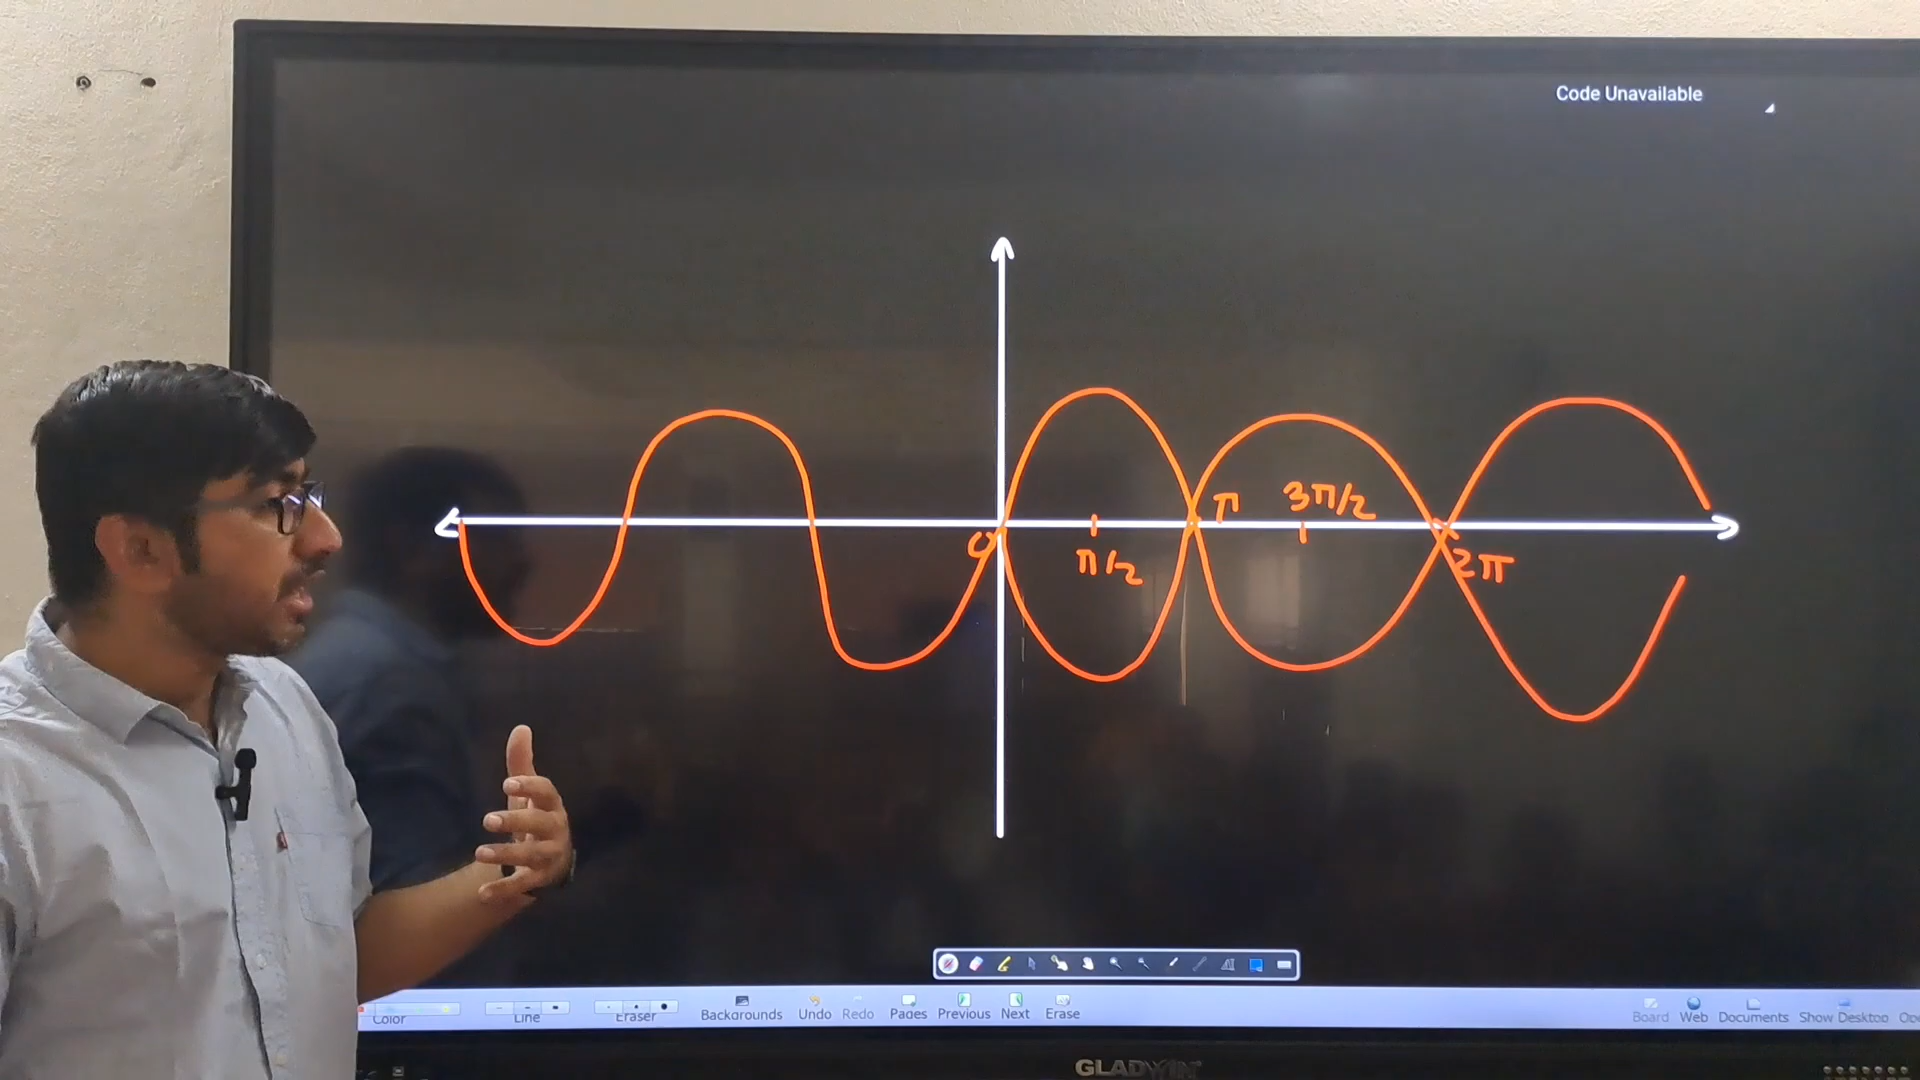 Code Unavailable
π 3π/2
0 π/2 2π
Color Line Eraser Backgrounds Undo Redo Pages Previous Next Erase Board Web Documents Show Desktop
GLADWIN